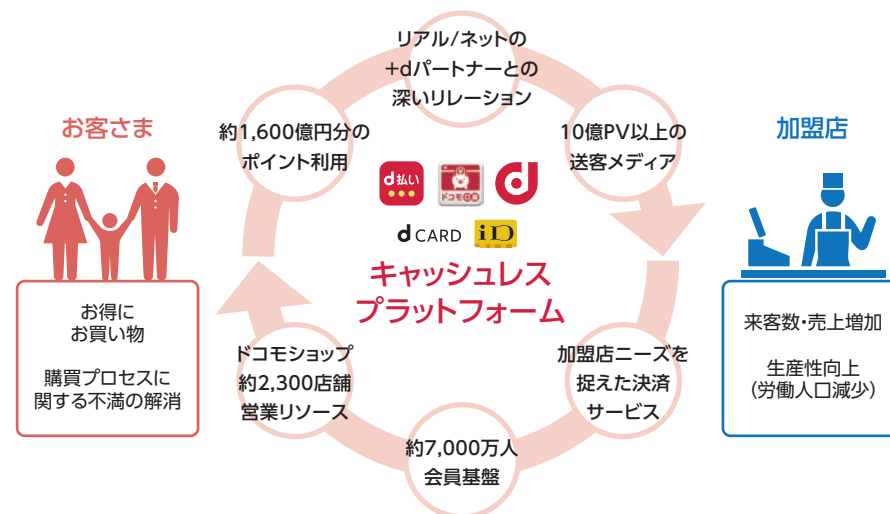 リアル/ネットの
+dパートナーとの
深いリレーション
お客さま
約1,600億円分の
ポイント利用
10億PV以上の
送客メディア
加盟店
d払い
ドコモ口座
d
d CARD
iD
キャッシュレス
プラットフォーム
お得に
お買い物
購買プロセスに
関する不満の解消
ドコモショップ
約2,300店舗
営業リソース
加盟店ニーズを
捉えた決済
サービス
来客数・売上増加
生産性向上
(労働人口減少)
約7,000万人
会員基盤